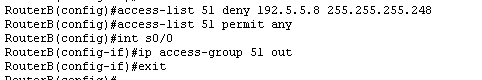 RouterB(config)#access-list 51 deny 192.5.5.8 255.255.255.248
RouterB(config)#access-list 51 permit any
RouterB(config)#int s0/0
RouterB(config-if)#ip access-group 51 out
RouterB(config-if)#exit
RouterB(config)#